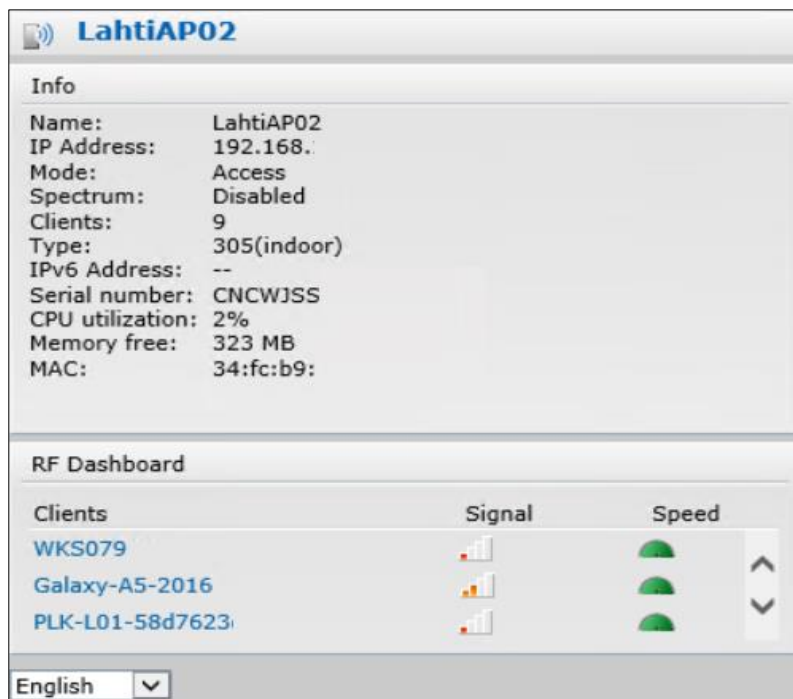 LahtiAP02
Info
Name: LahtiAP02
IP Address: 192.168.
Mode: Access
Spectrum: Disabled
Clients: 9
Type: 305(indoor)
IPv6 Address: --
Serial number: CNCWJSS
CPU utilization: 2%
Memory free: 323 MB
MAC: 34:fc:b9:
RF Dashboard
Clients Signal Speed
WKS079
Galaxy-A5-2016
PLK-L01-58d7623
English